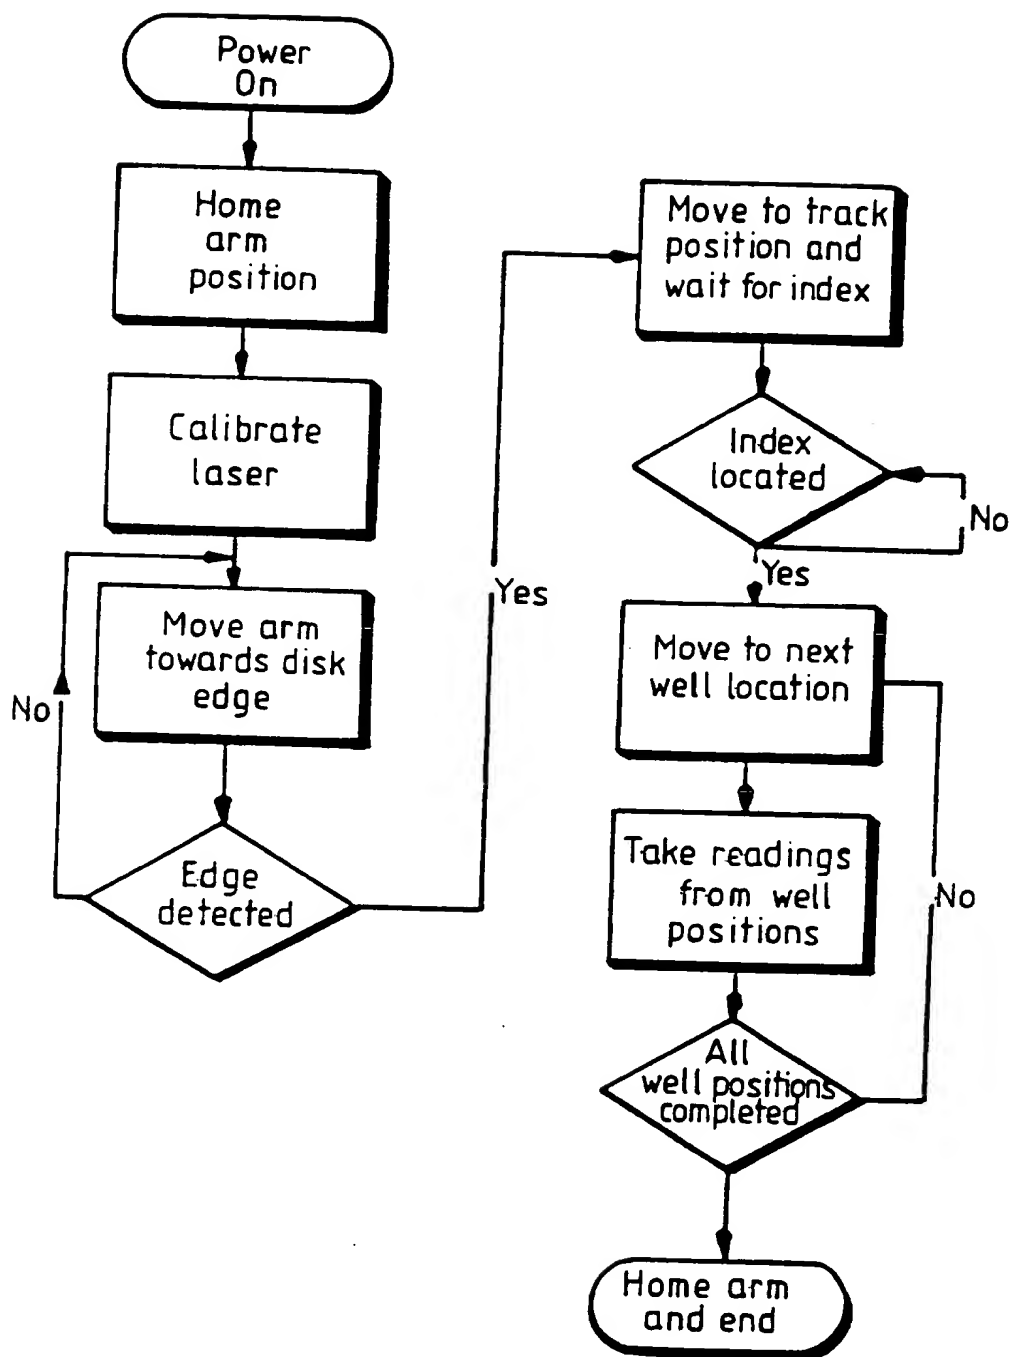 Power
On
Home
arm
position
Calibrate
laser
Move arm
towards disk
edge
No
Edge
detected
Yes
Move to track
position and
wait for index
Index
located
No
Yes
Move to next
well location
Take readings
from well
positions
No
All
well positions
completed
Home arm
and end